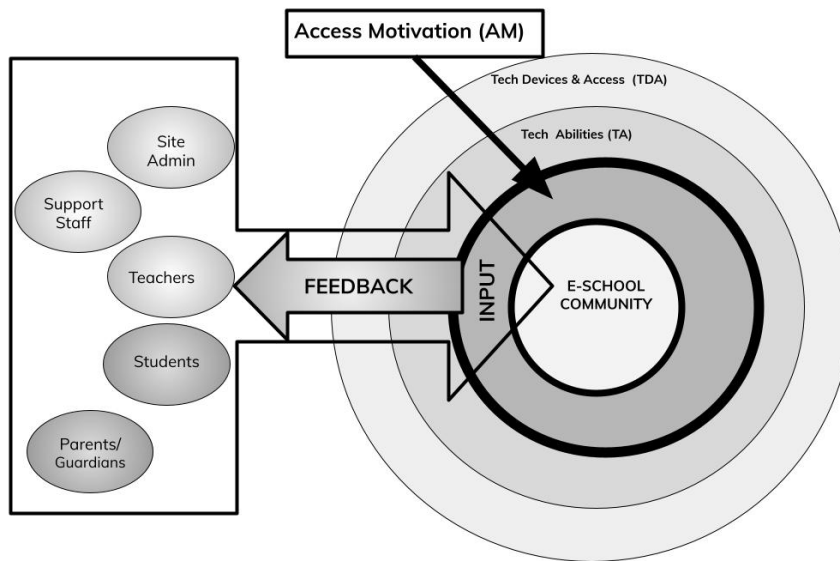 Access Motivation (AM)
Tech Devices & Access (TDA)
Tech Abilities (TA)
Site
Admin
Support
Staff
Teachers
Students
Parents/
Guardians
FEEDBACK
INPUT
E-SCHOOL
COMMUNITY